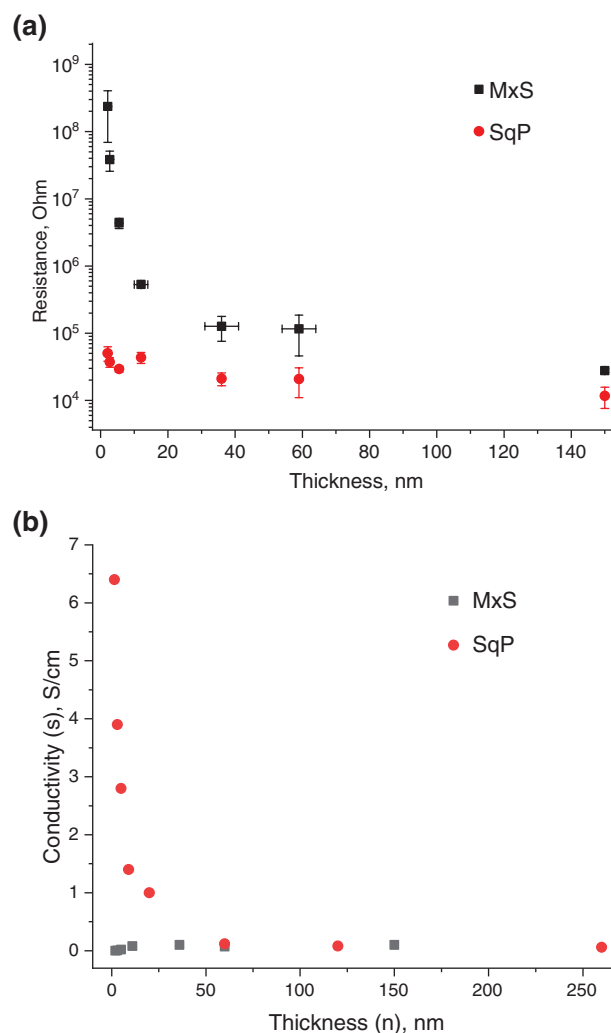 (a)
10⁹
10⁸
10⁷
10⁶
10⁵
10⁴
Resistance, Ohm
MxS
SqP
0 20 40 60 80 100 120 140
Thickness, nm
(b)
7
6
5
4
3
2
1
0
Conductivity (s), S/cm
MxS
SqP
0 50 100 150 200 250
Thickness (n), nm